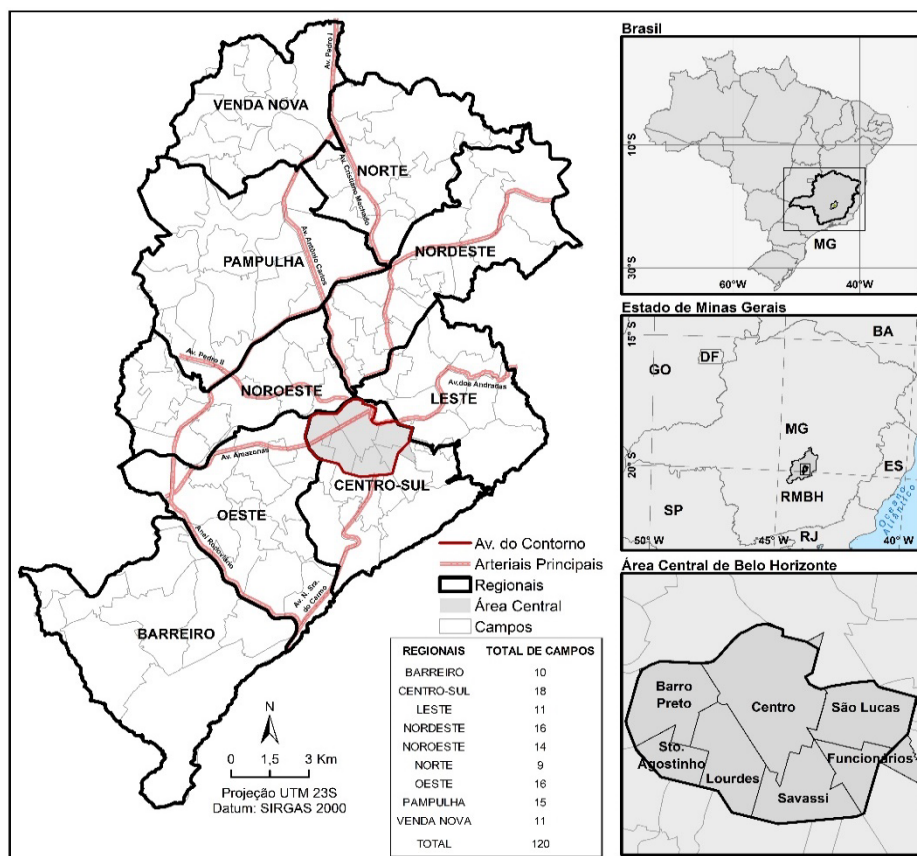 Av. Pedro I
VENDA NOVA
NORTE
Av. Cristiano Machado
NORDESTE
PAMPULHA
Av. Antônio Carlos
Av. Pedro II
NOROESTE
LESTE
Av.dos Andradas
Av. Amazonas
CENTRO-SUL
OESTE
Anel Rodoviário
Av. N. Sra.
do Carmo
BARREIRO
Av. do Contorno
Arteriais Principais
Regionais
Área Central
Campos
REGIONAIS TOTAL DE CAMPOS
BARREIRO 10
CENTRO-SUL 18
LESTE 11
NORDESTE 16
NOROESTE 14
NORTE 9
OESTE 16
PAMPULHA 15
VENDA NOVA 11
TOTAL 120
N
0 1,5 3 Km
Projeção UTM 23S
Datum: SIRGAS 2000
Brasil
10°S
30°S
MG
60°W 40°W
Estado de Minas Gerais
15° S
BA
GO
DF
MG
20° S
ES
RMBH
SP
Oceano
Atlântico
RJ
50° W 45° W 40° W
Área Central de Belo Horizonte
Barro
Preto
Centro
São Lucas
Sto.
Agostinho
Funcionários
Lourdes
Savassi